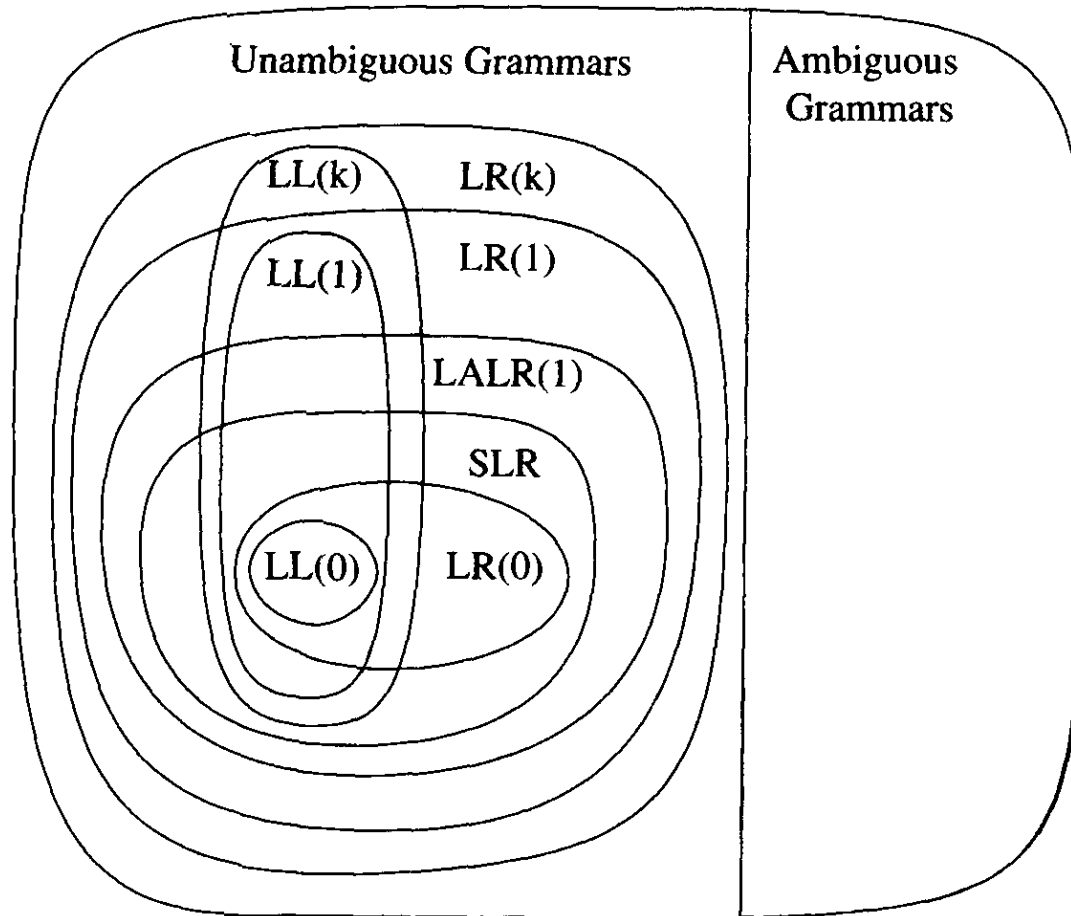 Unambiguous Grammars
Ambiguous
Grammars
LL(k)
LR(k)
LL(1)
LR(1)
LALR(1)
SLR
LL(0)
LR(0)